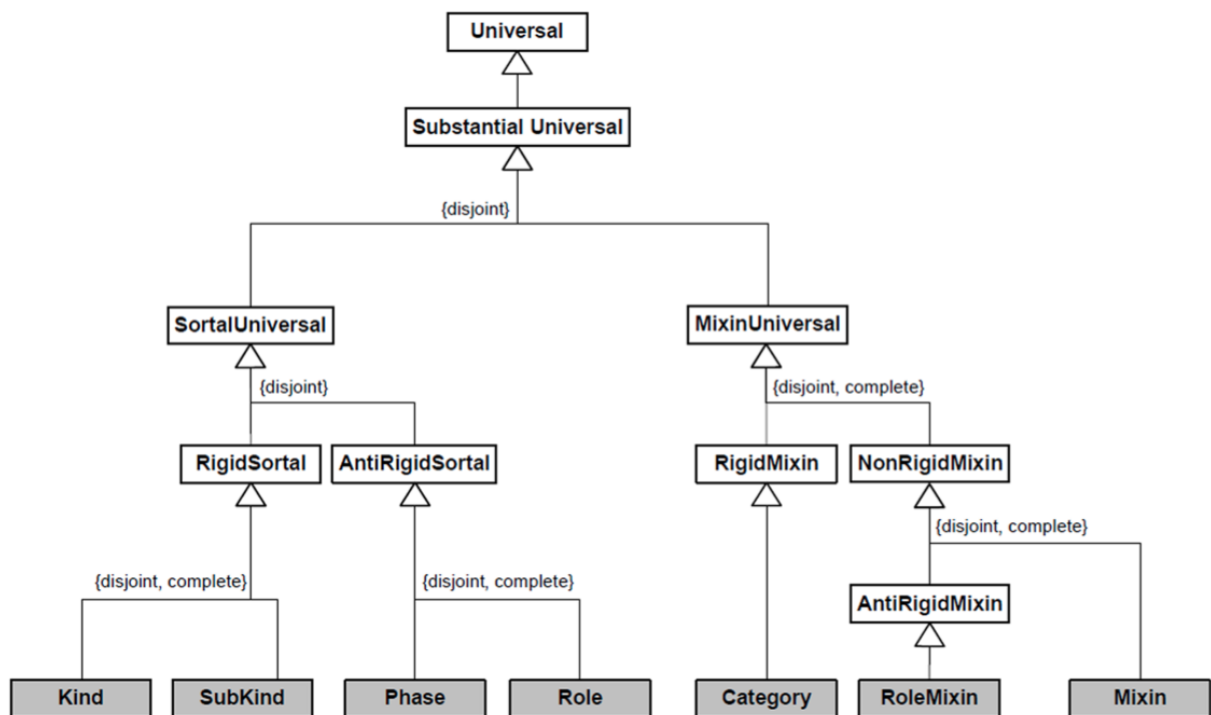 Universal
Substantial Universal
{disjoint}
SortalUniversal
MixinUniversal
{disjoint}
{disjoint, complete}
RigidSortal
AntiRigidSortal
RigidMixin
NonRigidMixin
{disjoint, complete}
{disjoint, complete}
{disjoint, complete}
AntiRigidMixin
Kind
SubKind
Phase
Role
Category
RoleMixin
Mixin